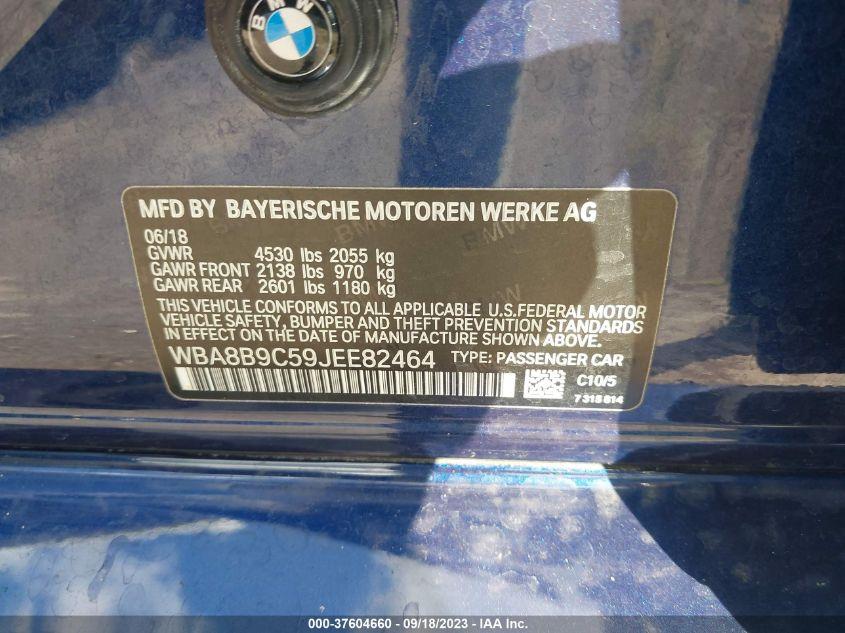 BMW
MFD BY BAYERISCHE MOTOREN WERKE AG
06/18
GVWR 4530 lbs 2055 kg
GAWR FRONT 2138 lbs 970 kg
GAWR REAR 2601 lbs 1180 kg
THIS VEHICLE CONFORMS TO ALL APPLICABLE U.S.FEDERAL MOTOR
VEHICLE SAFETY, BUMPER AND THEFT PREVENTION STANDARDS
IN EFFECT ON THE DATE OF MANUFACTURE SHOWN ABOVE.
WBA8B9C59JEE82464 TYPE: PASSENGER CAR
C10/5
7 315 814
000-37604660 - 09/18/2023 - IAA Inc.